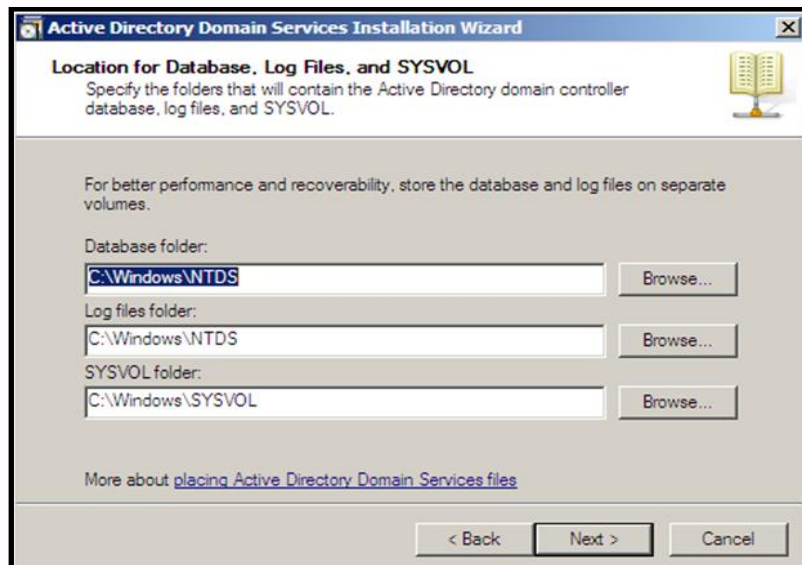 Active Directory Domain Services Installation Wizard
Location for Database, Log Files, and SYSVOL
Specify the folders that will contain the Active Directory domain controller
database, log files, and SYSVOL.
For better performance and recoverability, store the database and log files on separate
volumes.
Database folder:
C:\Windows\NTDS
Browse...
Log files folder:
C:\Windows\NTDS
Browse...
SYSVOL folder:
C:\Windows\SYSVOL
Browse...
More about placing Active Directory Domain Services files
< Back
Next >
Cancel